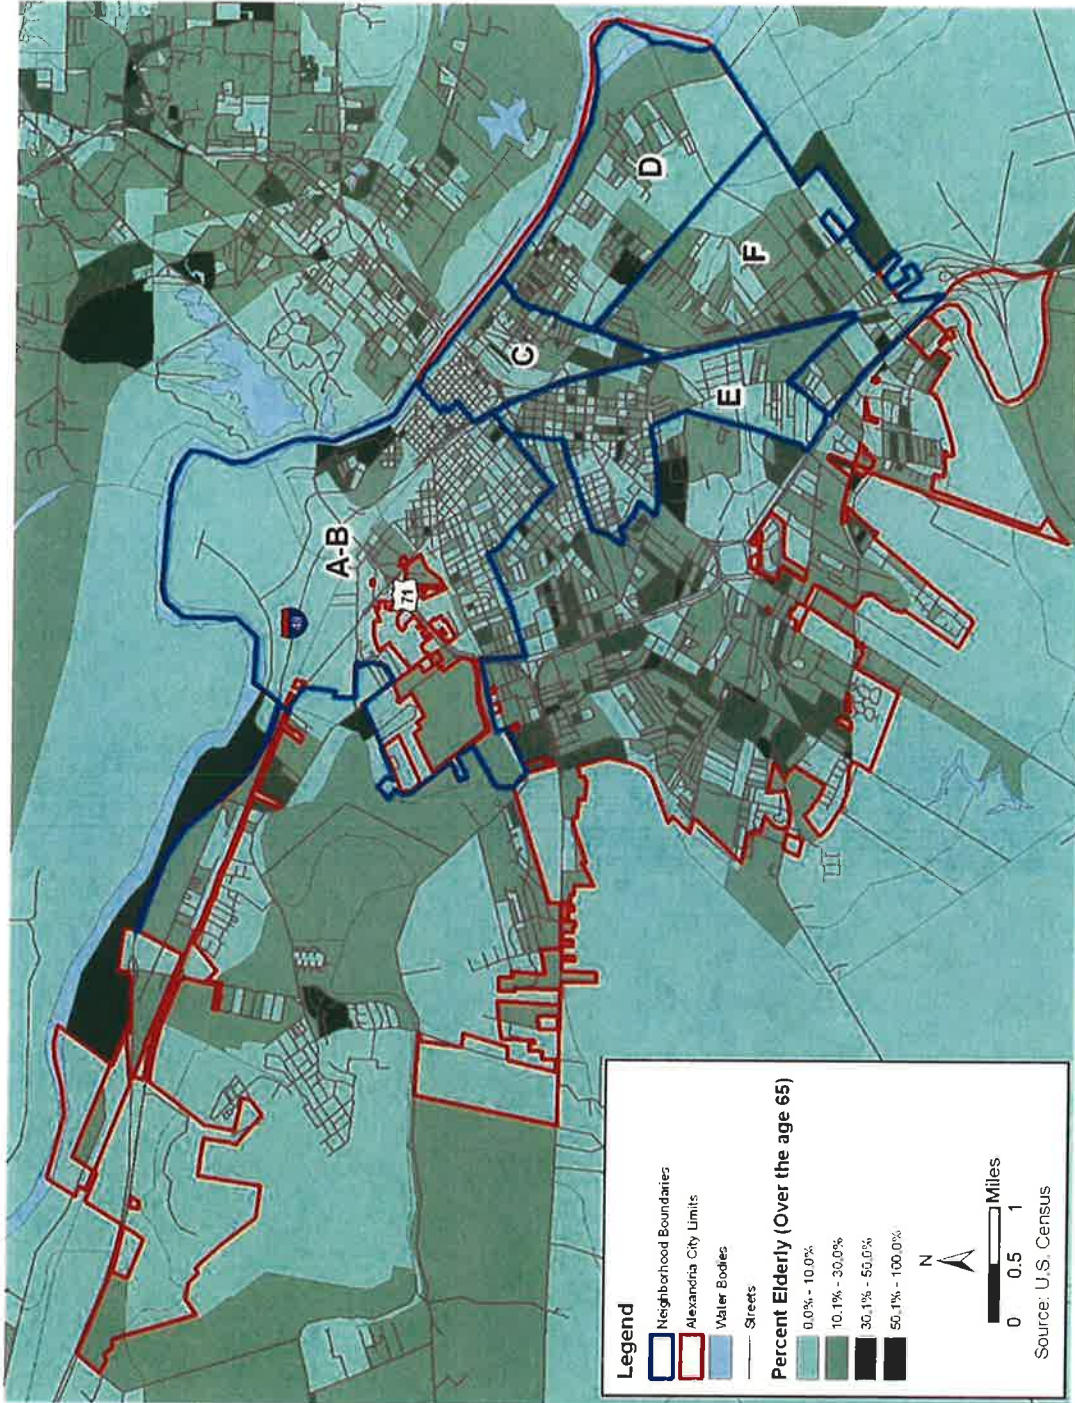 A-B
71
49
C
D
E
F
Legend
Neighborhood Boundaries
Alexandria City Limits
Water Bodies
Streets
Percent Elderly (Over the age 65)
0.0% - 10.0%
10.1% - 30.0%
30.1% - 50.0%
50.1% - 100.0%
N
0 0.5 1 Miles
Source: U.S. Census